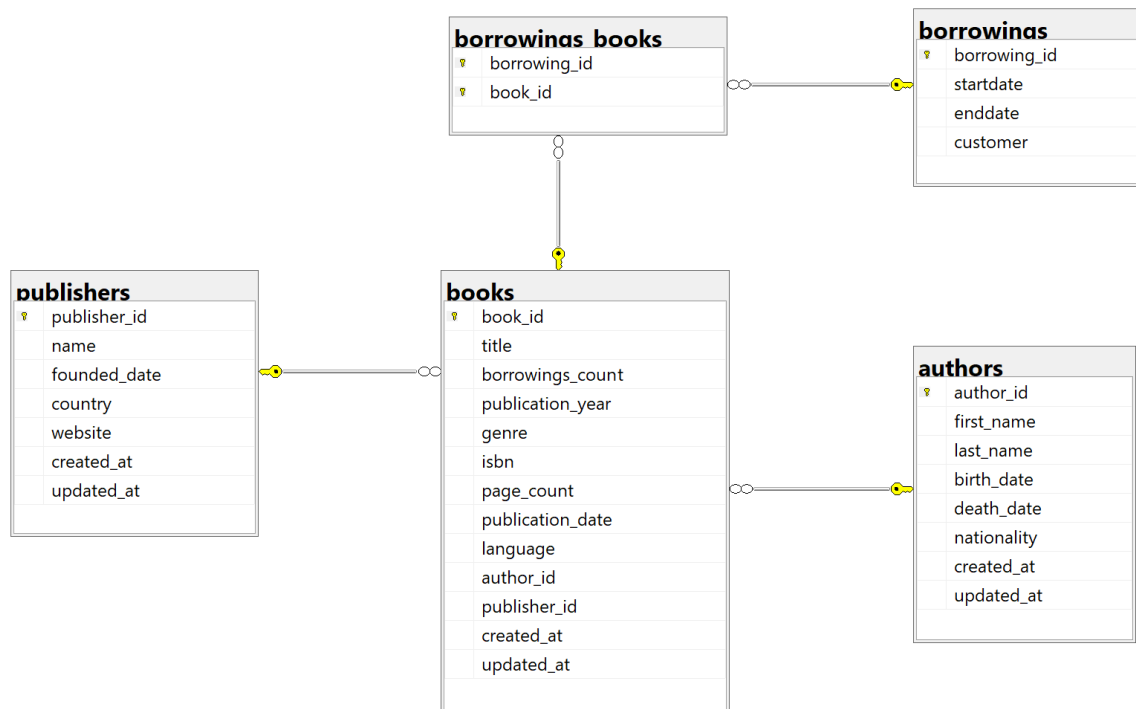 borrowings_books
borrowing_id
book_id
borrowings
borrowing_id
startdate
enddate
customer
publishers
publisher_id
name
founded_date
country
website
created_at
updated_at
books
book_id
title
borrowings_count
publication_year
genre
isbn
page_count
publication_date
language
author_id
publisher_id
created_at
updated_at
authors
author_id
first_name
last_name
birth_date
death_date
nationality
created_at
updated_at